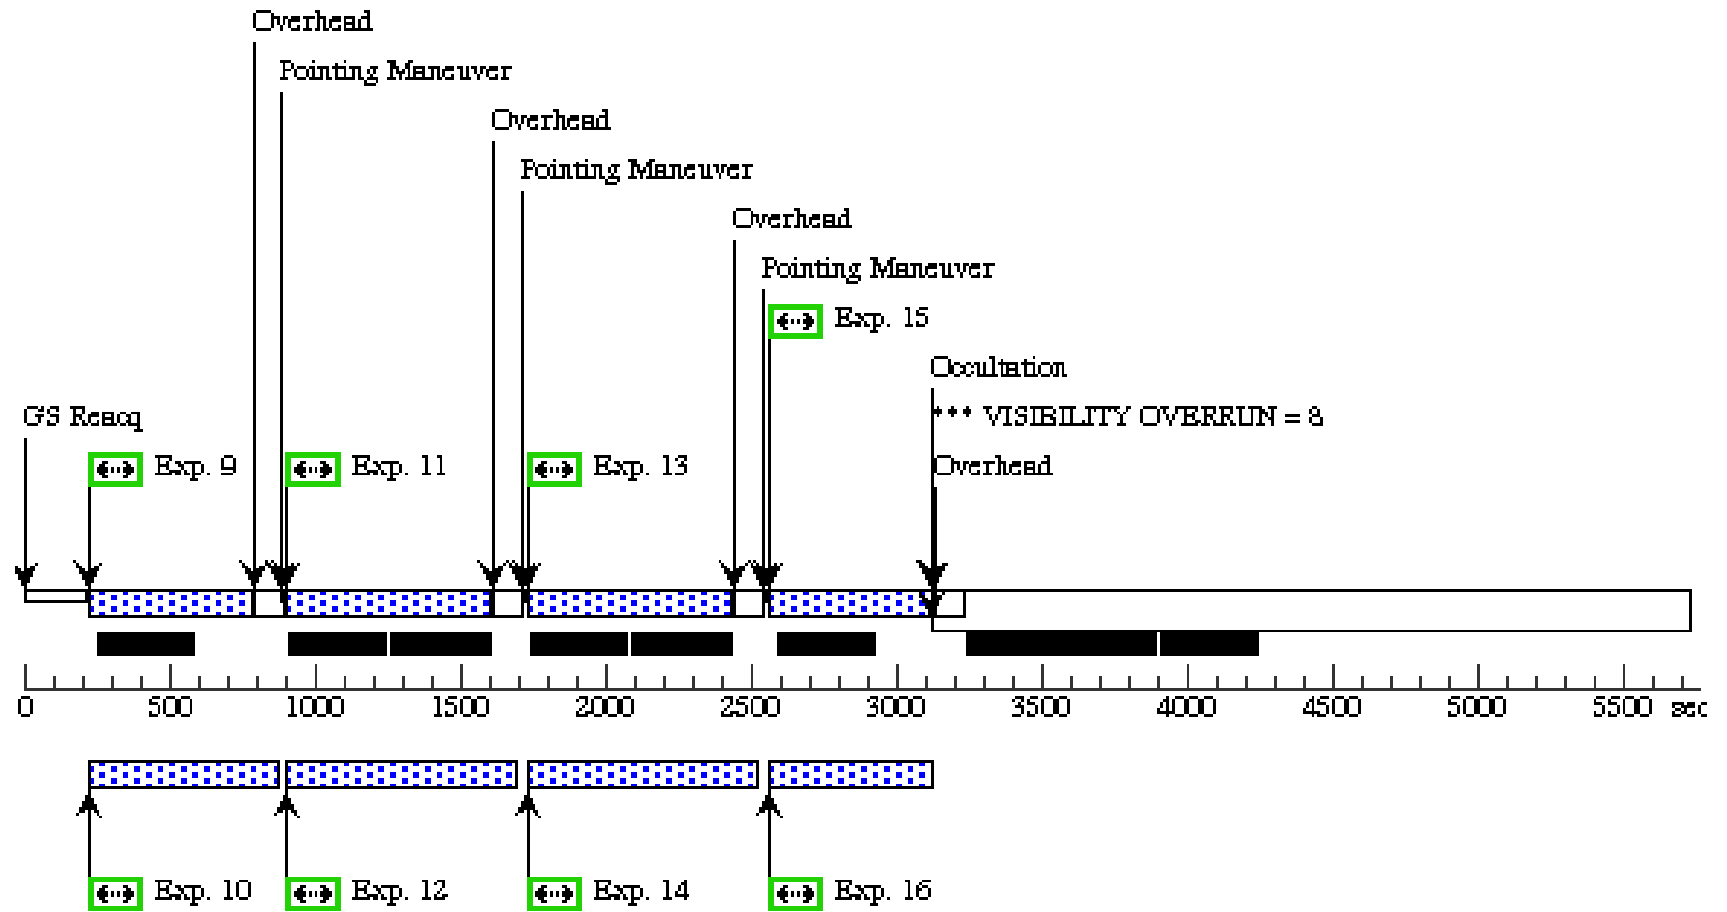 Overhead
Pointing Maneuver
Overhead
Pointing Maneuver
Overhead
Pointing Maneuver
Exp. 15
Occultation
GS Reacq
*** VISIBILITY OVERRUN = 8
Exp. 9
Exp. 11
Exp. 13
Overhead
0 500 1000 1500 2000 2500 3000 3500 4000 4500 5000 5500 sec
Exp. 10
Exp. 12
Exp. 14
Exp. 16